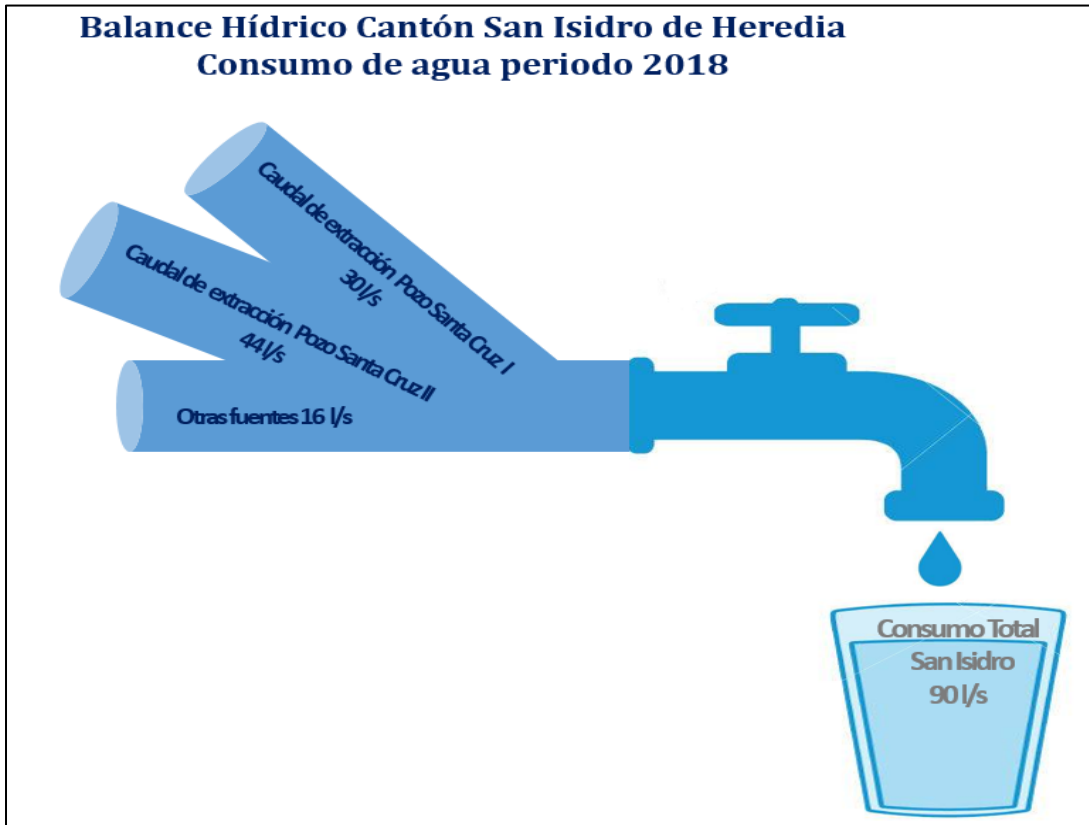 Balance Hídrico Cantón San Isidro de Heredia
Consumo de agua periodo 2018
Caudal de extracción Pozo Santa Cruz I
30 l/s
Caudal de extracción Pozo Santa Cruz II
44 l/s
Otras fuentes 16 l/s
Consumo Total
San Isidro
90 l/s